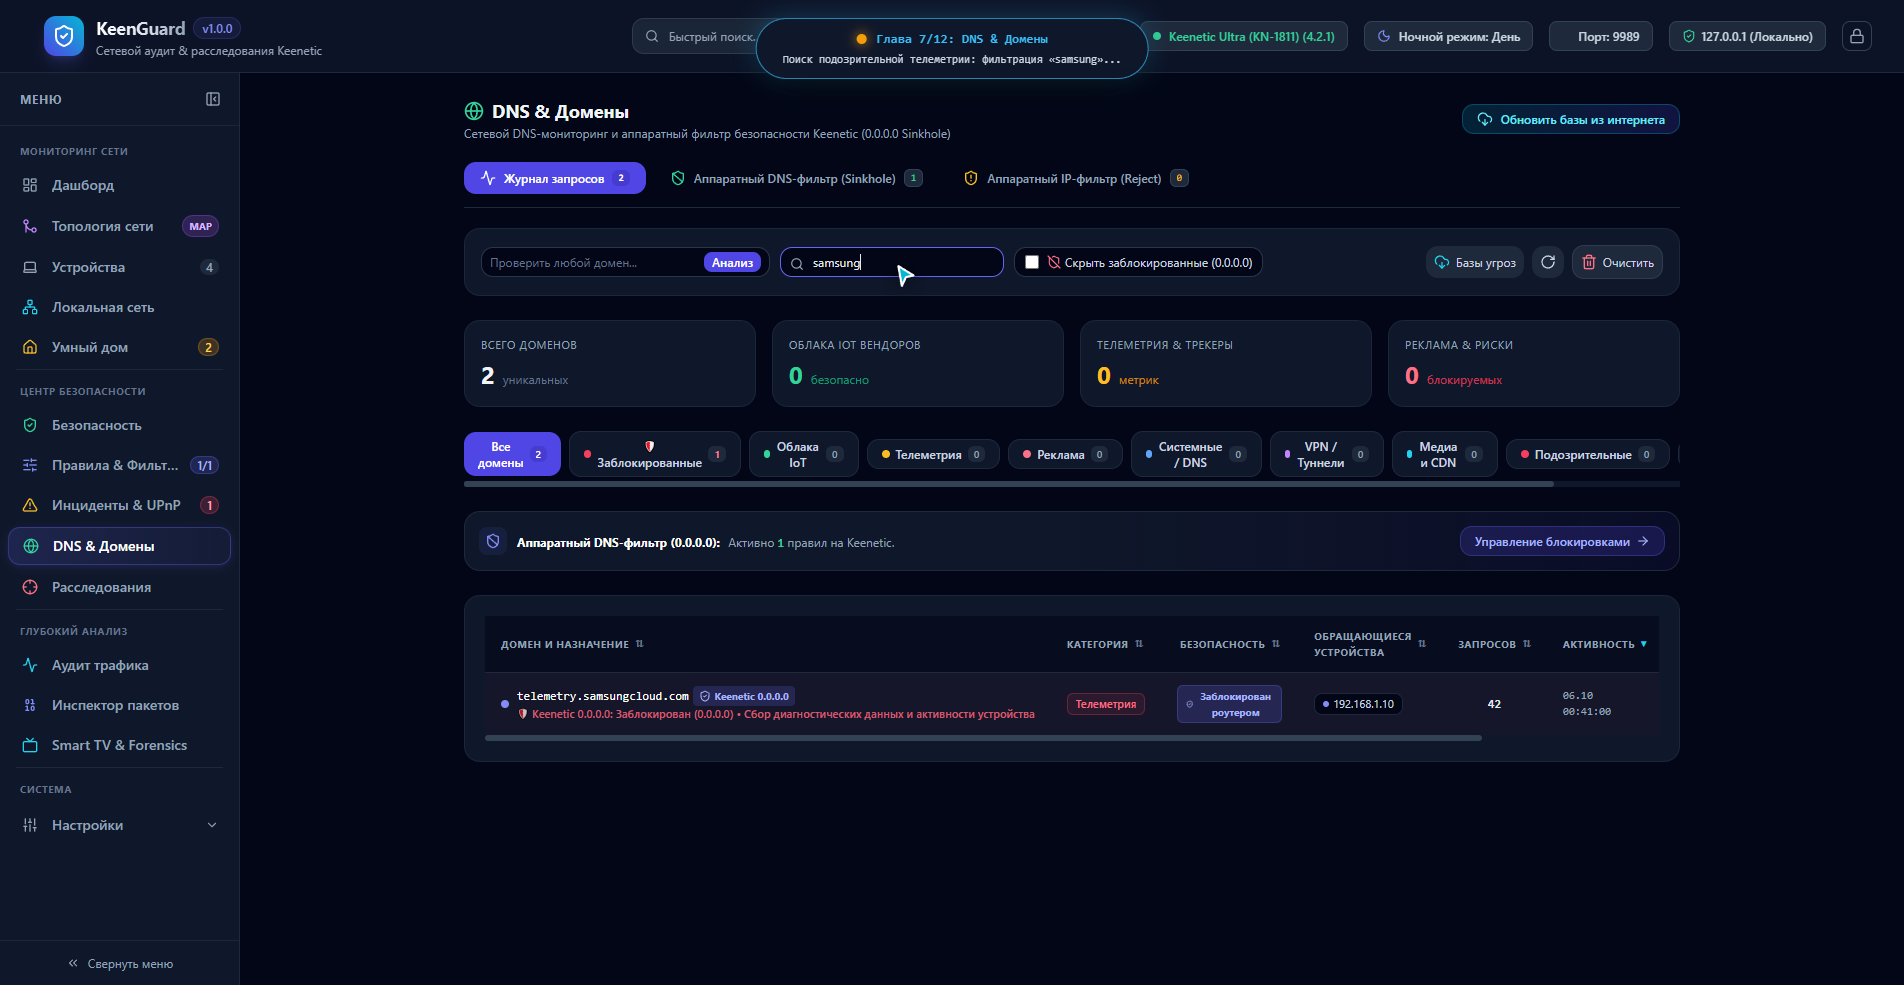 KeenGuard v1.0.0
Сетевой аудит & расследования Keenetic
Быстрый поиск.
Глава 7/12: DNS & Домены
Поиск подозрительной телеметрии: фильтрация «samsung»...
Keenetic Ultra (KN-1811) (4.2.1)
Ночной режим: День
Порт: 9989
127.0.0.1 (Локально)
МЕНЮ
МОНИТОРИНГ СЕТИ
Дашборд
Топология сети MAP
Устройства 4
Локальная сеть
Умный дом 2
ЦЕНТР БЕЗОПАСНОСТИ
Безопасность
Правила & Фильт... 1/1
Инциденты & UPnP 1
DNS & Домены
Расследования
ГЛУБОКИЙ АНАЛИЗ
Аудит трафика
Инспектор пакетов
Smart TV & Forensics
СИСТЕМА
Настройки
Свернуть меню
DNS & Домены
Сетевой DNS-мониторинг и аппаратный фильтр безопасности Keenetic (0.0.0.0 Sinkhole)
Обновить базы из интернета
Журнал запросов 2
Аппаратный DNS-фильтр (Sinkhole) 1
Аппаратный IP-фильтр (Reject) 0
Проверить любой домен... Анализ
samsung
Скрыть заблокированные (0.0.0.0)
Базы угроз
Очистить
ВСЕГО ДОМЕНОВ
2 уникальных
ОБЛАКА IOT ВЕНДОРОВ
0 безопасно
ТЕЛЕМЕТРИЯ & ТРЕКЕРЫ
0 метрик
РЕКЛАМА & РИСКИ
0 блокируемых
Все домены 2
Заблокированные 1
Облака IoT 0
Телеметрия 0
Реклама 0
Системные / DNS 0
VPN / Туннели 0
Медиа и CDN 0
Подозрительные 0
Аппаратный DNS-фильтр (0.0.0.0): Активно 1 правил на Keenetic.
Управление блокировками
ДОМЕН И НАЗНАЧЕНИЕ
КАТЕГОРИЯ
БЕЗОПАСНОСТЬ
ОБРАЩАЮЩИЕСЯ УСТРОЙСТВА
ЗАПРОСОВ
АКТИВНОСТЬ
telemetry.samsungcloud.com Keenetic 0.0.0.0
Keenetic 0.0.0.0: Заблокирован (0.0.0.0) • Сбор диагностических данных и активности устройства
Телеметрия
Заблокирован роутером
192.168.1.10
42
06.10
00:41:00